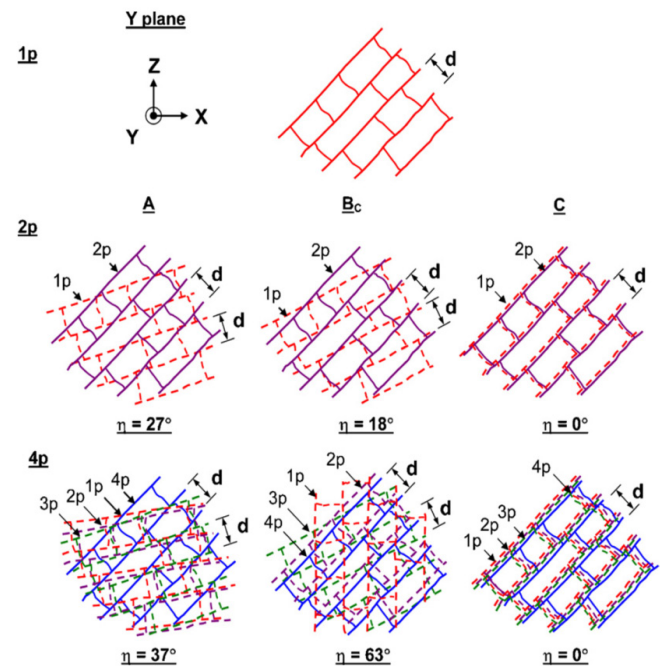 Y plane
1p
Z
X
Y
d
A
Bc
C
2p
2p
1p
d
d
η = 27°
2p
1p
d
d
η = 18°
2p
1p
d
η = 0°
4p
4p
1p
2p
3p
d
d
η = 37°
2p
1p
3p
4p
d
d
η = 63°
4p
3p
2p
1p
d
η = 0°